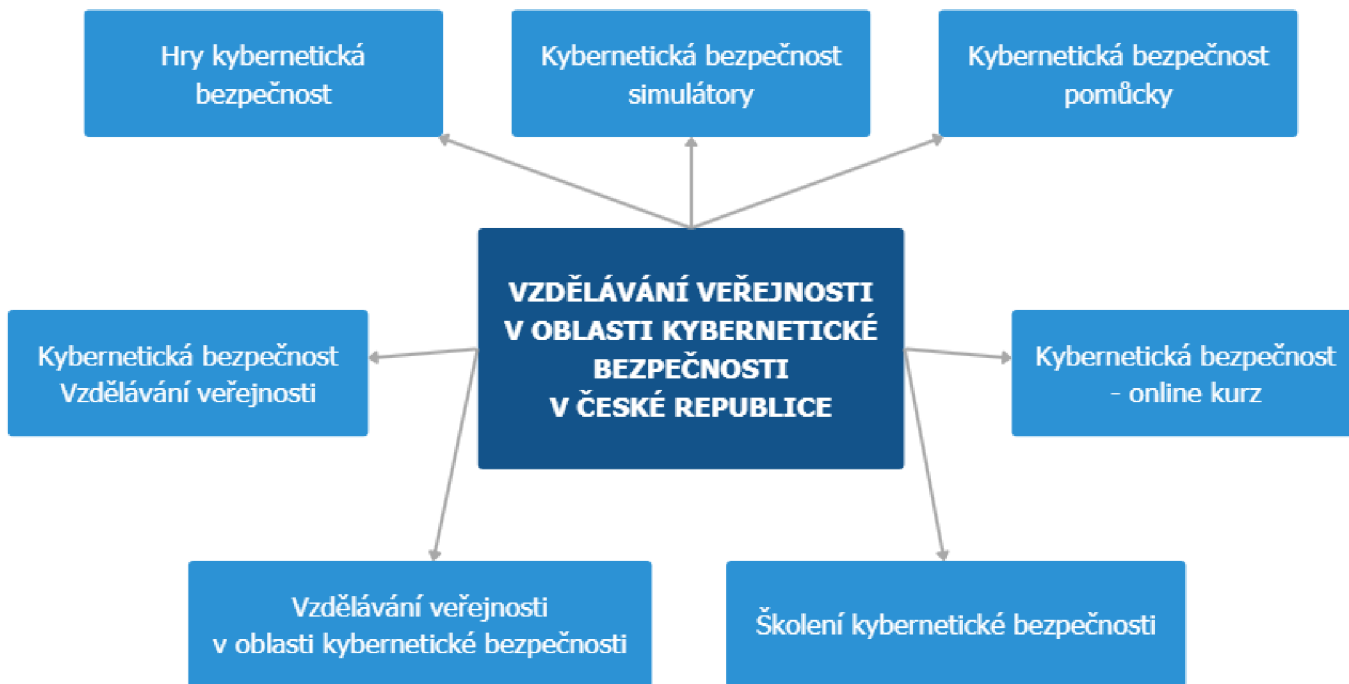 Hry kybernetická
bezpečnost
Kybernetická bezpečnost
simulátory
Kybernetická bezpečnost
pomůcky
VZDĚLÁVÁNÍ VEŘEJNOSTI
V OBLASTI KYBERNETICKÉ
BEZPEČNOSTI
V ČESKÉ REPUBLICE
Kybernetická bezpečnost
Vzdělávání veřejnosti
Kybernetická bezpečnost
- online kurz
Vzdělávání veřejnosti
v oblasti kybernetické bezpečnosti
Školení kybernetické bezpečnosti